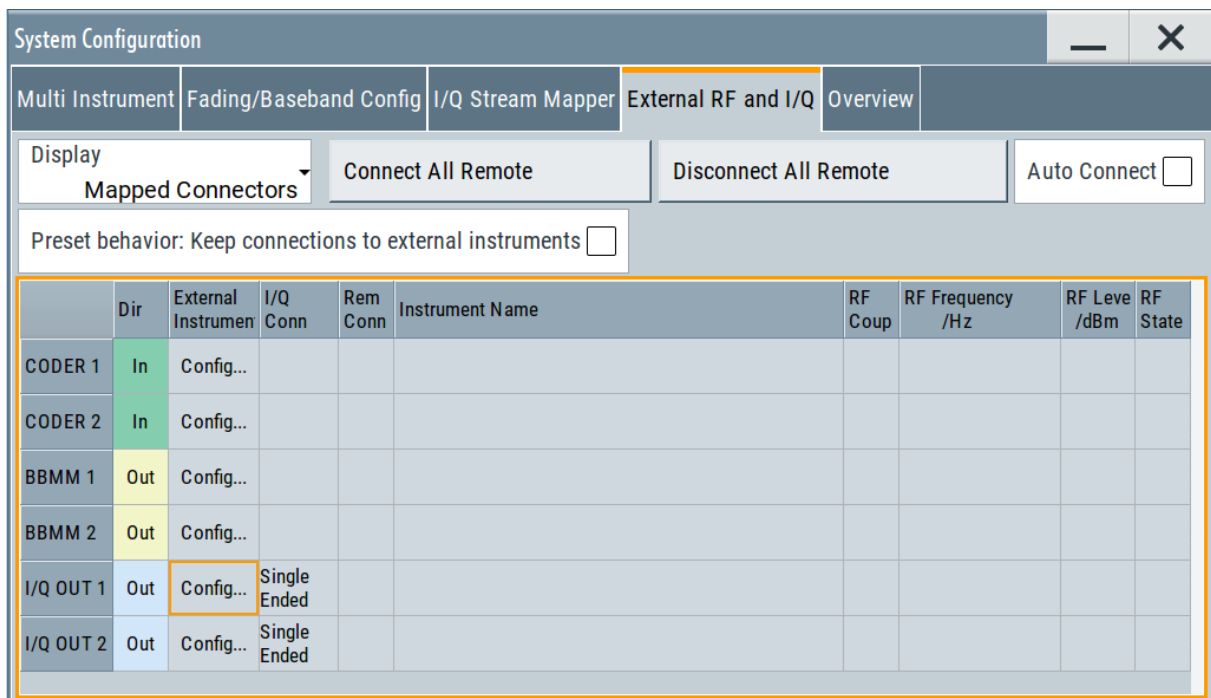 System Configuration
Multi Instrument Fading/Baseband Config I/Q Stream Mapper External RF and I/Q Overview
Display
Mapped Connectors
Connect All Remote
Disconnect All Remote
Auto Connect
Preset behavior: Keep connections to external instruments
Dir External Instrumen I/Q Conn Rem Conn Instrument Name RF Coup RF Frequency /Hz RF Leve /dBm RF State
CODER 1 In Config...
CODER 2 In Config...
BBMM 1 Out Config...
BBMM 2 Out Config...
I/Q OUT 1 Out Config... Single Ended
I/Q OUT 2 Out Config... Single Ended